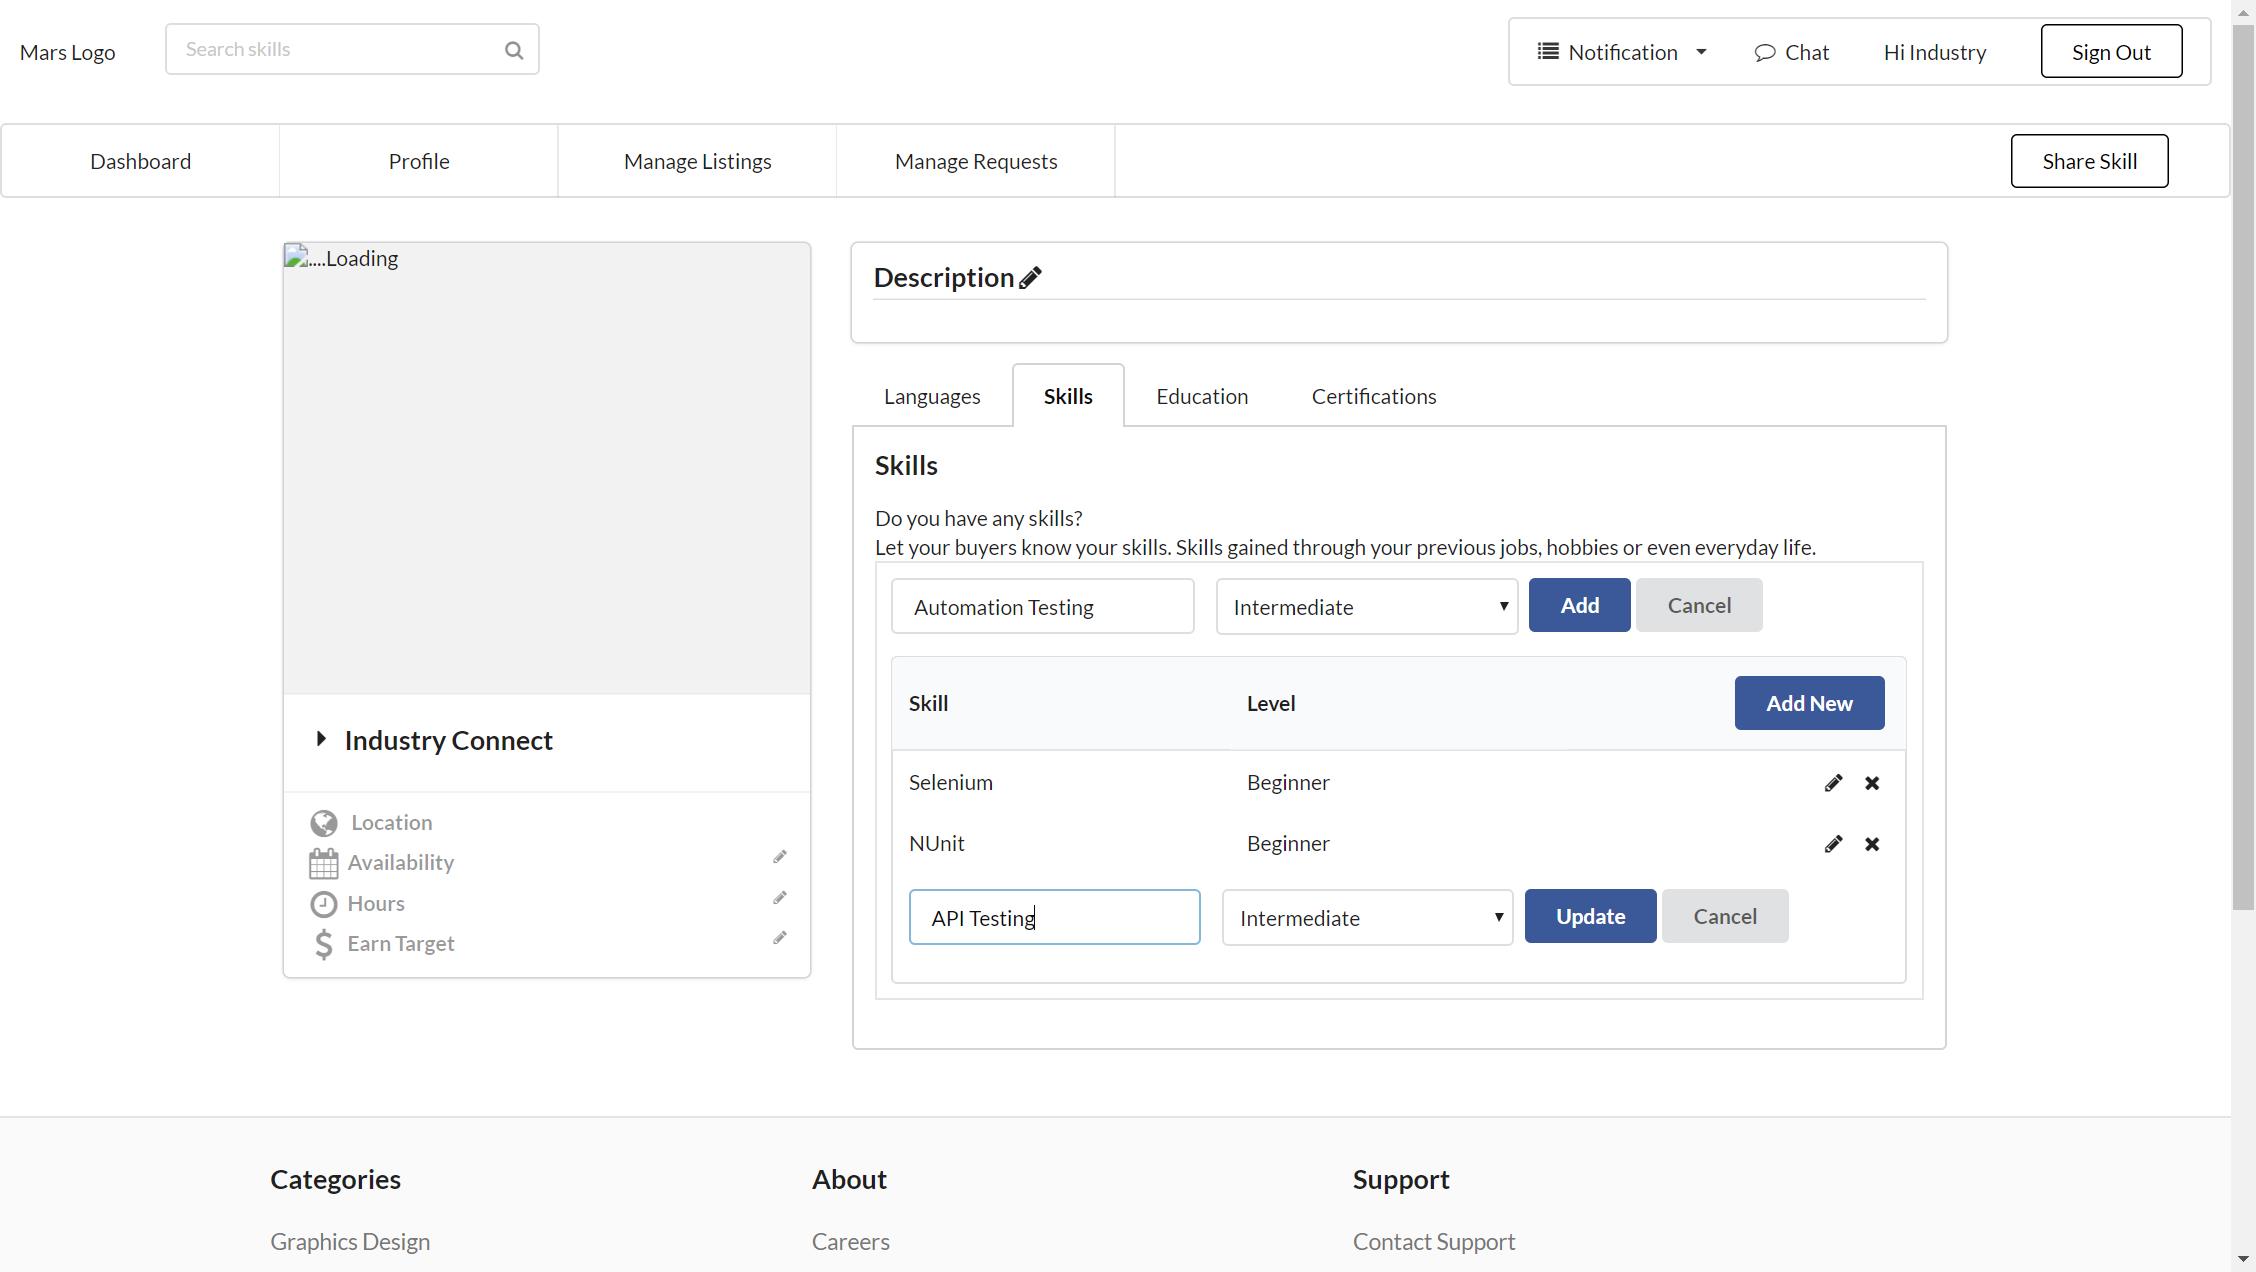 Mars Logo
Search skills
Notification
Chat
Hi Industry
Sign Out
Dashboard
Profile
Manage Listings
Manage Requests
Share Skill
....Loading
Industry Connect
Location
Availability
Hours
Earn Target
Description
Languages
Skills
Education
Certifications
Skills
Do you have any skills?
Let your buyers know your skills. Skills gained through your previous jobs, hobbies or even everyday life.
Automation Testing
Intermediate
Add
Cancel
Skill
Level
Add New
Selenium
Beginner
NUnit
Beginner
API Testing
Intermediate
Update
Cancel
Categories
About
Support
Graphics Design
Careers
Contact Support